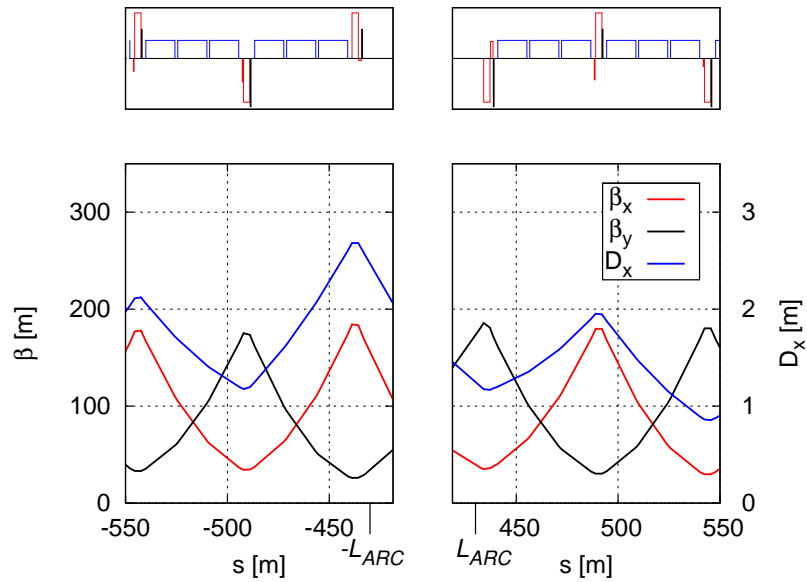 300
200
100
0
β [m]
-550
-500
-450
-L_ARC
s [m]
β_x
β_y
D_x
3
2
1
0
D_x [m]
450
500
550
L_ARC
s [m]